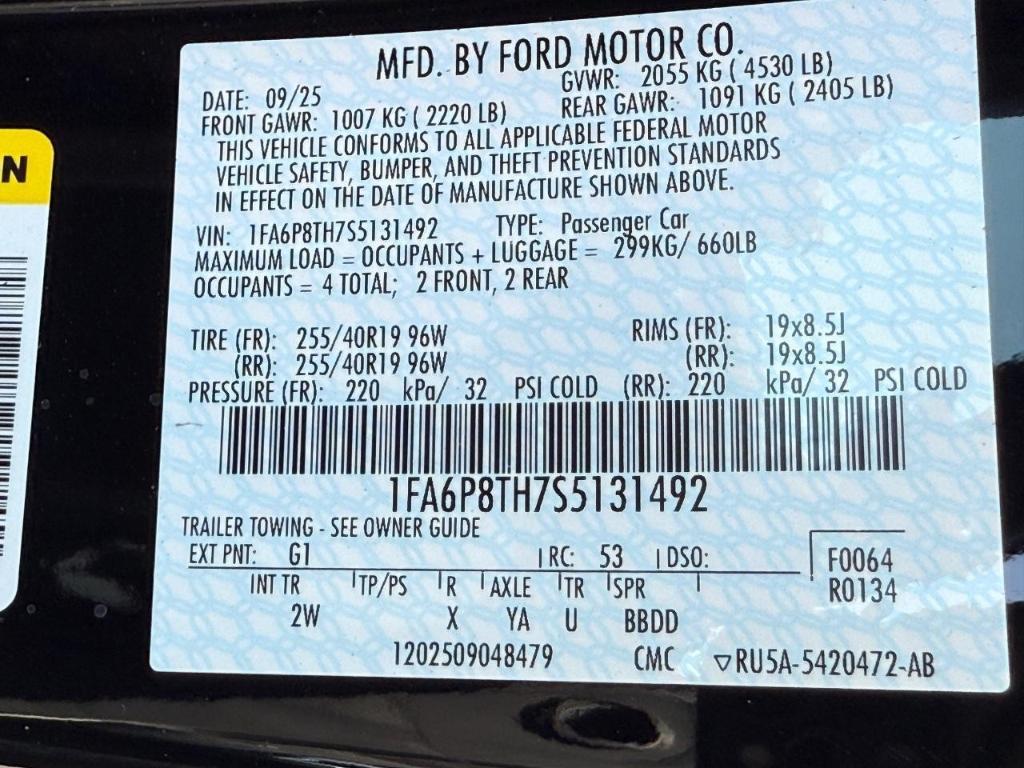 MFD. BY FORD MOTOR CO.
DATE: 09/25 GVWR: 2055 KG ( 4530 LB)
FRONT GAWR: 1007 KG ( 2220 LB) REAR GAWR: 1091 KG ( 2405 LB)
THIS VEHICLE CONFORMS TO ALL APPLICABLE FEDERAL MOTOR
VEHICLE SAFETY, BUMPER, AND THEFT PREVENTION STANDARDS
IN EFFECT ON THE DATE OF MANUFACTURE SHOWN ABOVE.
VIN: 1FA6P8TH7S5131492 TYPE: Passenger Car
MAXIMUM LOAD = OCCUPANTS + LUGGAGE = 299KG/ 660LB
OCCUPANTS = 4 TOTAL; 2 FRONT, 2 REAR
TIRE (FR): 255/40R19 96W RIMS (FR): 19x8.5J
(RR): 255/40R19 96W (RR): 19x8.5J
PRESSURE (FR): 220 kPa/ 32 PSI COLD (RR): 220 kPa/ 32 PSI COLD
1FA6P8TH7S5131492
TRAILER TOWING - SEE OWNER GUIDE
EXT PNT: G1 RC: 53 DSO: F0064
INT TR TP/PS R AXLE TR SPR R0134
2W X YA U BBDD
1202509048479 CMC ▽RU5A-5420472-AB
N